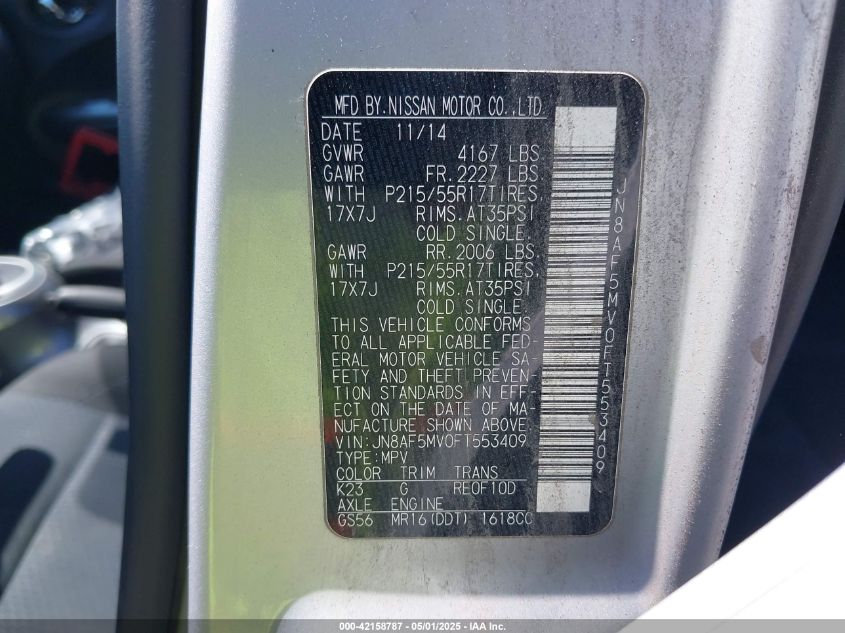 MFD BY.NISSAN MOTOR CO.,LTD.
DATE 11/14
GVWR 4167 LBS
GAWR FR.2227 LBS
WITH P215/55R17TIRES,
17X7J RIMS.AT35PSI
COLD SINGLE.
GAWR RR.2006 LBS.
WITH P215/55R17TIRES,
17X7J RIMS.AT35PSI
COLD SINGLE.
THIS VEHICLE CONFORMS
TO ALL APPLICABLE FED-
ERAL MOTOR VEHICLE SA-
FETY AND THEFT PREVEN-
TION STANDARDS IN EFF-
ECT ON THE DATE OF MA-
NUFACTURE SHOWN ABOVE.
VIN:JN8AF5MV0FT553409
TYPE:MPV
COLOR TRIM TRANS
K23 G RE0F10D
AXLE ENGINE
GS56 MR16(DDT) 1618CC
JN8AF5MV0FT553409
000-42158787 - 05/01/2025 - IAA Inc.